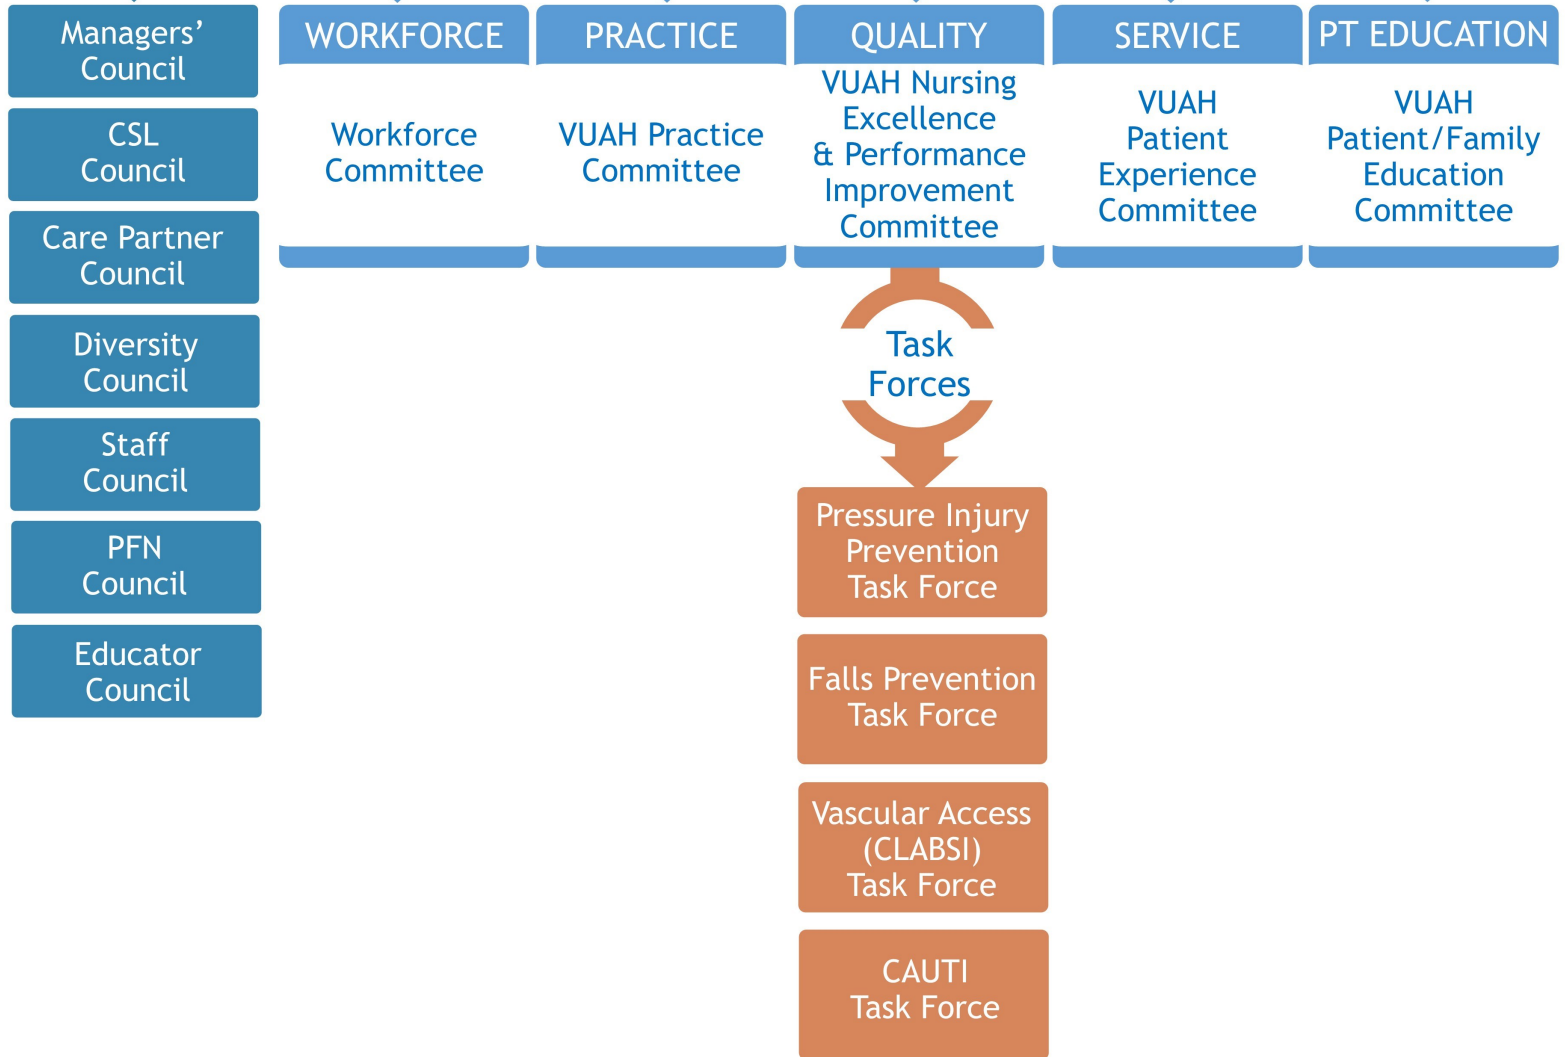 Managers’
Council
CSL
Council
Care Partner
Council
Diversity
Council
Staff
Council
PFN
Council
Educator
Council
WORKFORCE
Workforce
Committee
PRACTICE
VUAH Practice
Committee
QUALITY
VUAH Nursing
Excellence
& Performance
Improvement
Committee
SERVICE
VUAH
Patient
Experience
Committee
PT EDUCATION
VUAH
Patient/Family
Education
Committee
Task
Forces
Pressure Injury
Prevention
Task Force
Falls Prevention
Task Force
Vascular Access
(CLABSI)
Task Force
CAUTI
Task Force